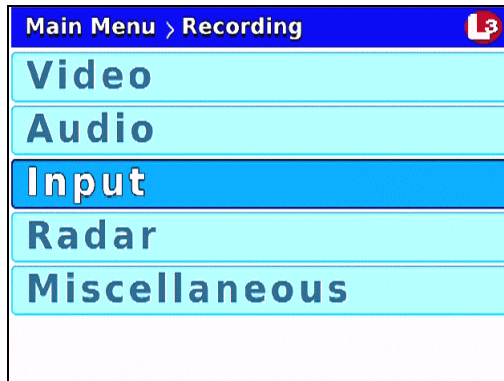 Main Menu > Recording L3
Video
Audio
Input
Radar
Miscellaneous